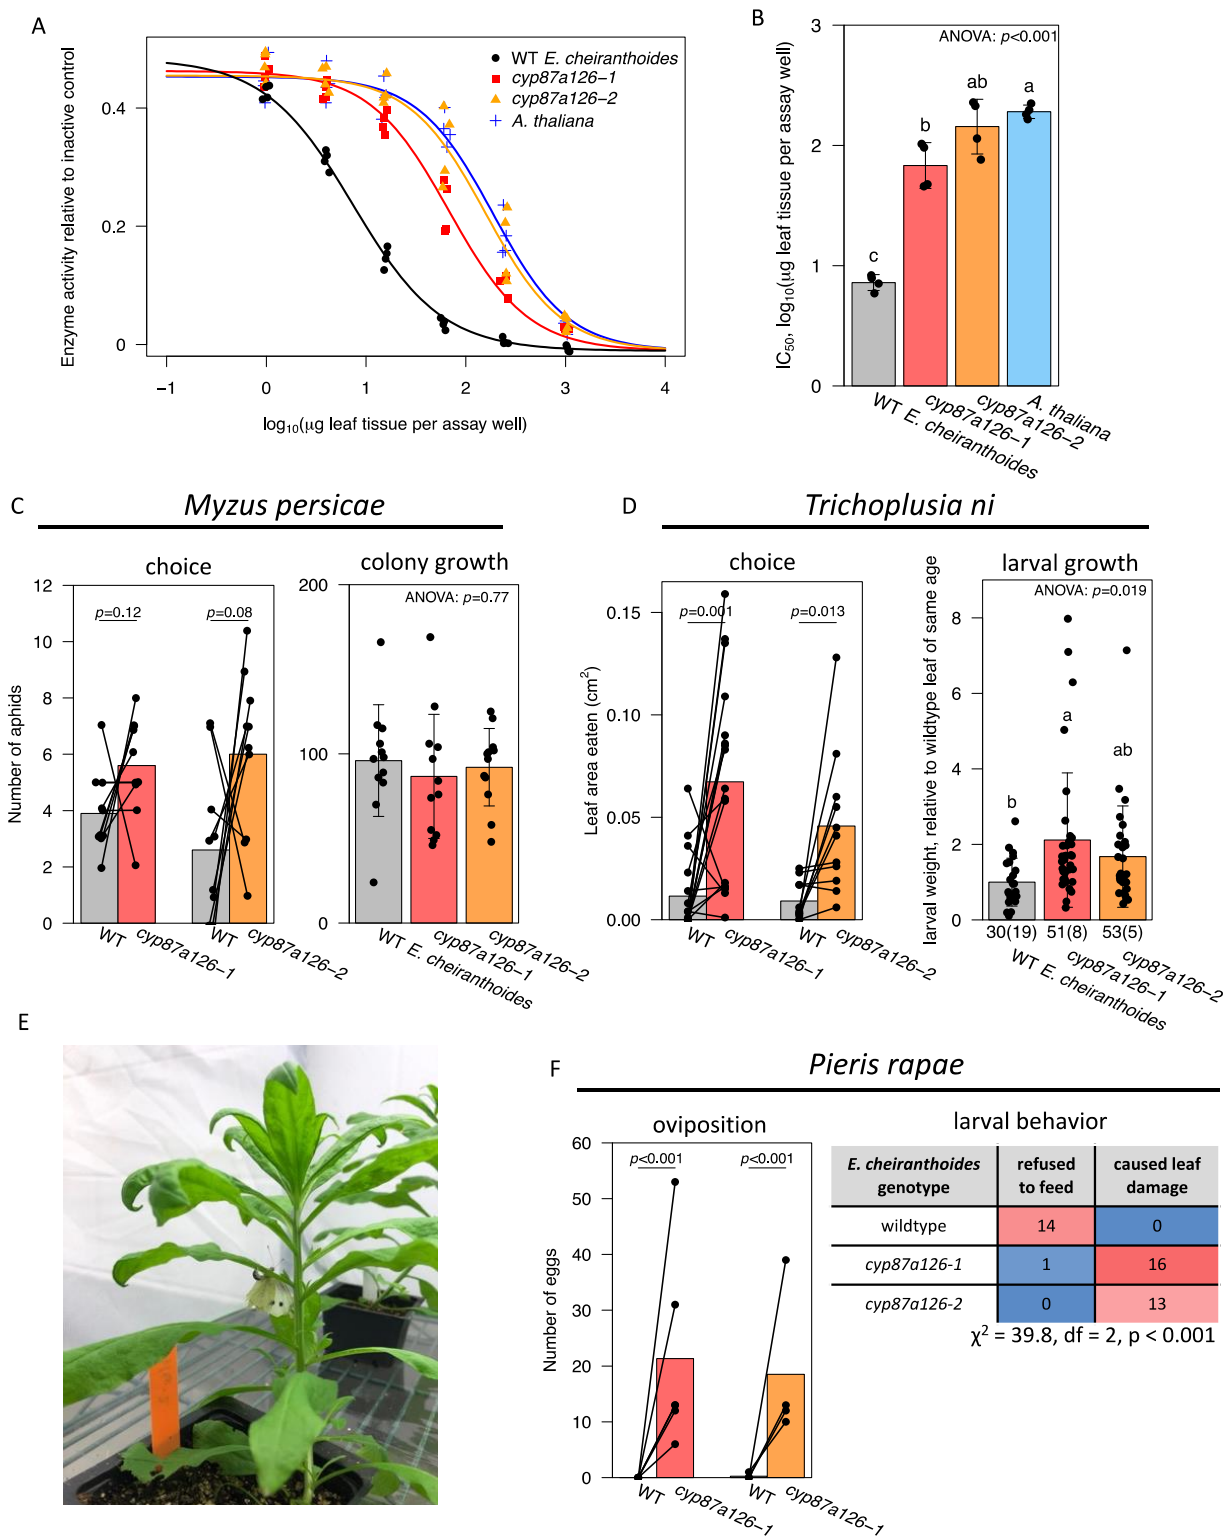 A
Enzyme activity relative to inactive control
0.4
0.2
0
−1
0
1
2
3
4
log10(μg leaf tissue per assay well)
WT E. cheiranthoides
cyp87a126−1
cyp87a126−2
A. thaliana
B
IC50, log10(μg leaf tissue per assay well)
3
2
1
0
ANOVA: p<0.001
c
b
ab
a
WT E. cheiranthoides
cyp87a126−1
cyp87a126−2
A. thaliana
C
Myzus persicae
choice
Number of aphids
12
10
8
6
4
2
0
p=0.12
p=0.08
WT
cyp87a126−1
WT
cyp87a126−2
colony growth
200
100
0
ANOVA: p=0.77
WT E. cheiranthoides
cyp87a126−1
cyp87a126−2
D
Trichoplusia ni
choice
Leaf area eaten (cm2)
0.15
0.10
0.05
0.00
p=0.001
p=0.013
WT
cyp87a126−1
WT
cyp87a126−2
larval growth
larval weight, relative to wildtype leaf of same age
8
6
4
2
0
ANOVA: p=0.019
b
a
ab
30(19)
51(8)
53(5)
WT E. cheiranthoides
cyp87a126−1
cyp87a126−2
E
F
Pieris rapae
oviposition
Number of eggs
60
50
40
30
20
10
0
p<0.001
p<0.001
WT
cyp87a126−1
WT
cyp87a126−1
larval behavior
E. cheiranthoides genotype
refused to feed
caused leaf damage
wildtype
14
0
cyp87a126-1
1
16
cyp87a126-2
0
13
χ2 = 39.8, df = 2, p < 0.001